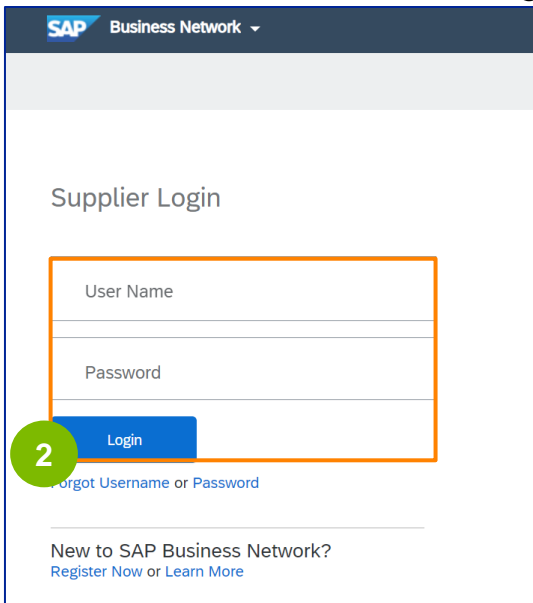 SAP Business Network
Supplier Login
User Name
Password
Login
2
Forgot Username or Password
New to SAP Business Network?
Register Now or Learn More